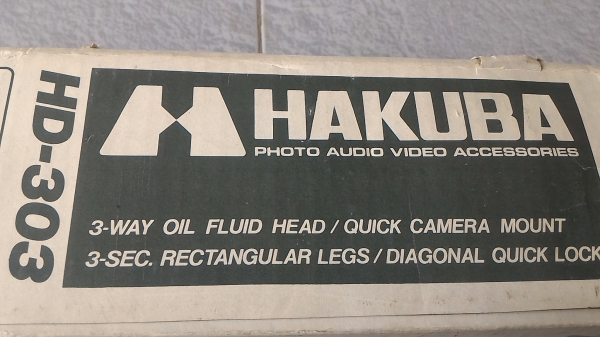 HD-303
HAKUBA
PHOTO AUDIO VIDEO ACCESSORIES
3-WAY OIL FLUID HEAD / QUICK CAMERA MOUNT
3-SEC. RECTANGULAR LEGS / DIAGONAL QUICK LOCK